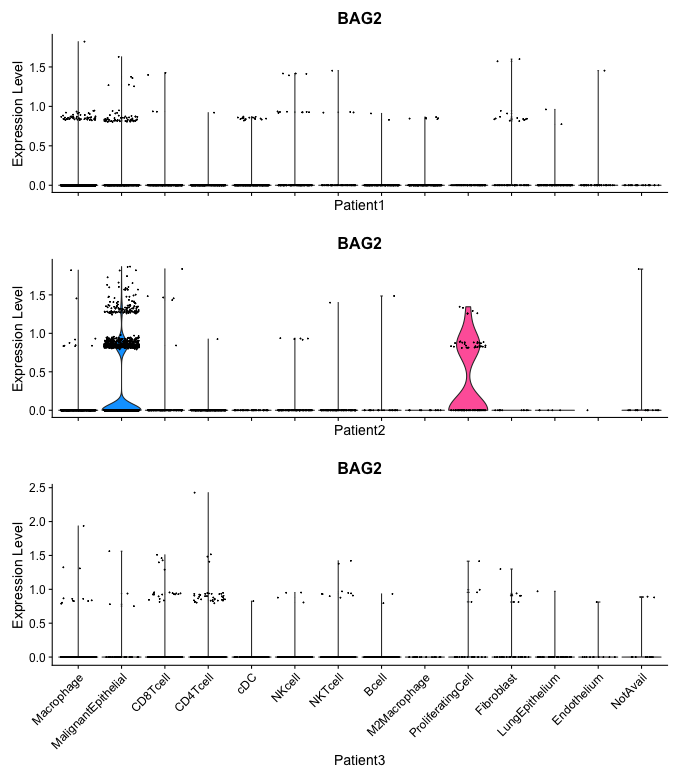 BAG2
Expression Level
1.5
1.0
0.5
0.0
Patient1
BAG2
Expression Level
1.5
1.0
0.5
0.0
Patient2
BAG2
Expression Level
2.5
2.0
1.5
1.0
0.5
0.0
Macrophage
MalignantEpithelial
CD8Tcell
CD4Tcell
cDC
NKcell
NKTcell
Bcell
M2Macrophage
ProliferatingCell
Fibroblast
LungEpithelium
Endothelium
NotAvail
Patient3